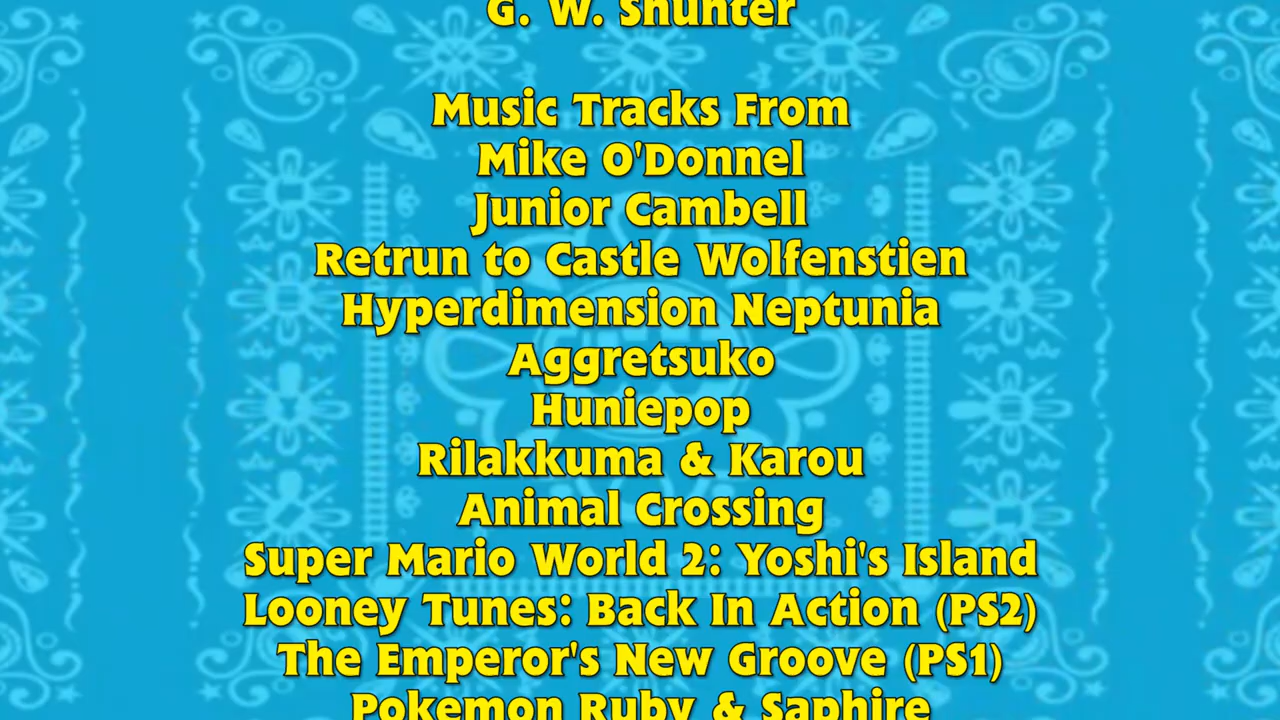 G. W. Shunter
Music Tracks From
Mike O'Donnel
Junior Cambell
Retrun to Castle Wolfenstien
Hyperdimension Neptunia
Aggretsuko
Huniepop
Rilakkuma & Karou
Animal Crossing
Super Mario World 2: Yoshi's Island
Looney Tunes: Back In Action (PS2)
The Emperor's New Groove (PS1)
Pokemon Ruby & Saphire